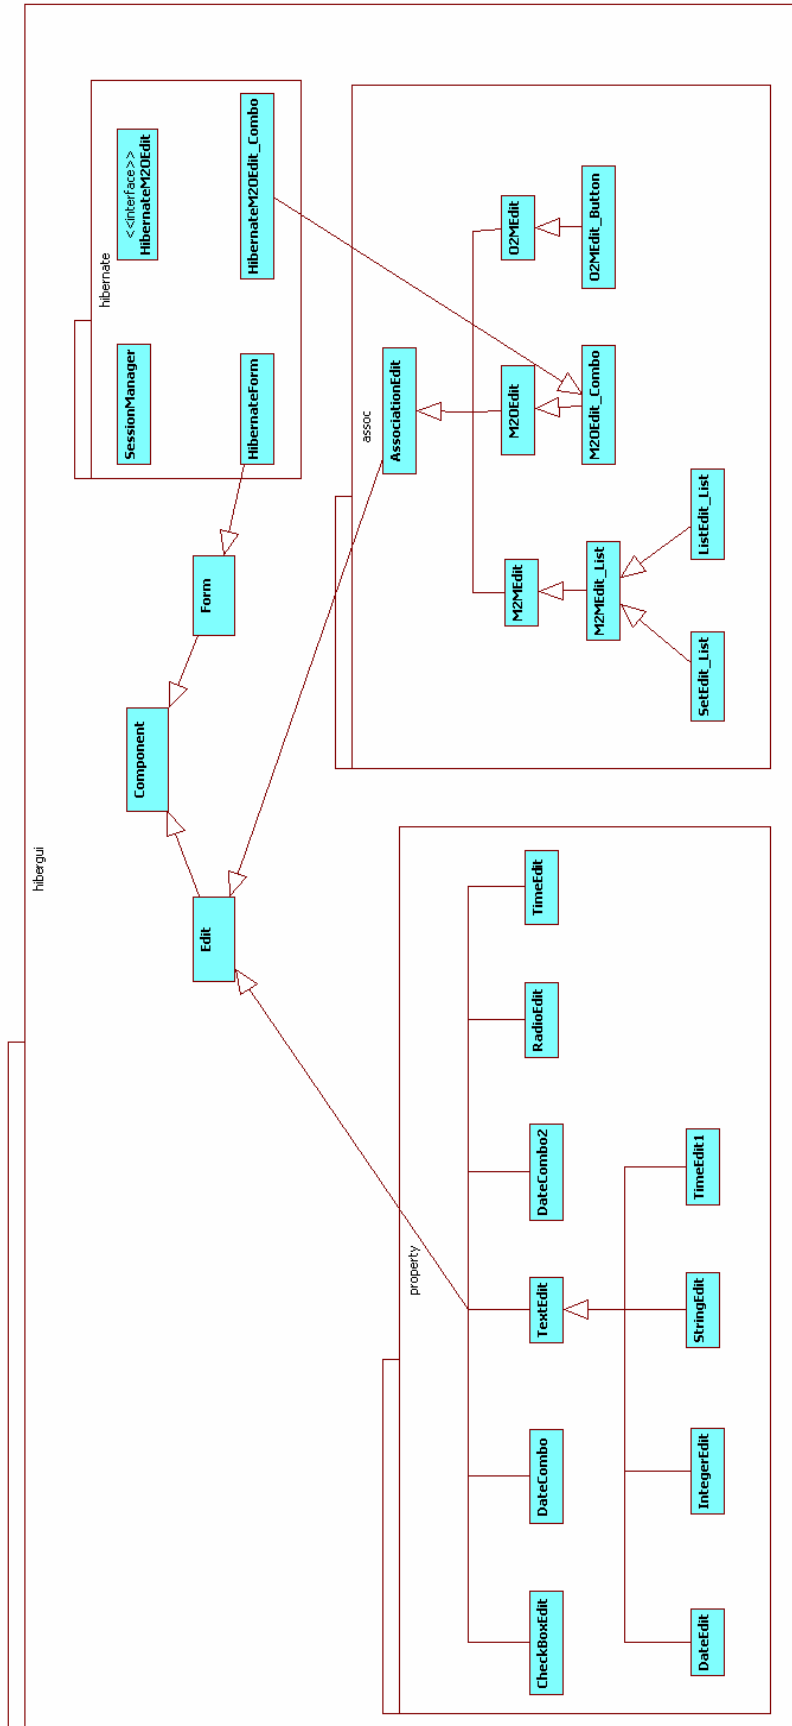 hibergui
Component
Edit
Form
hibernate
SessionManager
<<interface>>
HibernateM2OEdit
HibernateForm
HibernateM2OEdit_Combo
property
CheckBoxEdit
DateCombo
TextEdit
DateCombo2
RadioEdit
TimeEdit
DateEdit
IntegerEdit
StringEdit
TimeEdit1
assoc
AssociationEdit
M2MEdit
M2OEdit
O2MEdit
M2MEdit_List
M2OEdit_Combo
O2MEdit_Button
SetEdit_List
ListEdit_List